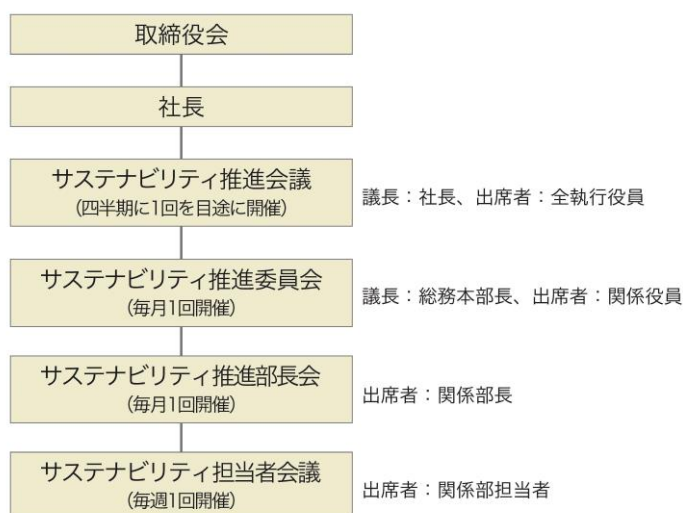 取締役会
社長
サステナビリティ推進会議
（四半期に1回を目途に開催）
議長：社長、出席者：全執行役員
サステナビリティ推進委員会
（毎月1回開催）
議長：総務本部長、出席者：関係役員
サステナビリティ推進部長会
（毎月1回開催）
出席者：関係部長
サステナビリティ担当者会議
（毎週1回開催）
出席者：関係部担当者